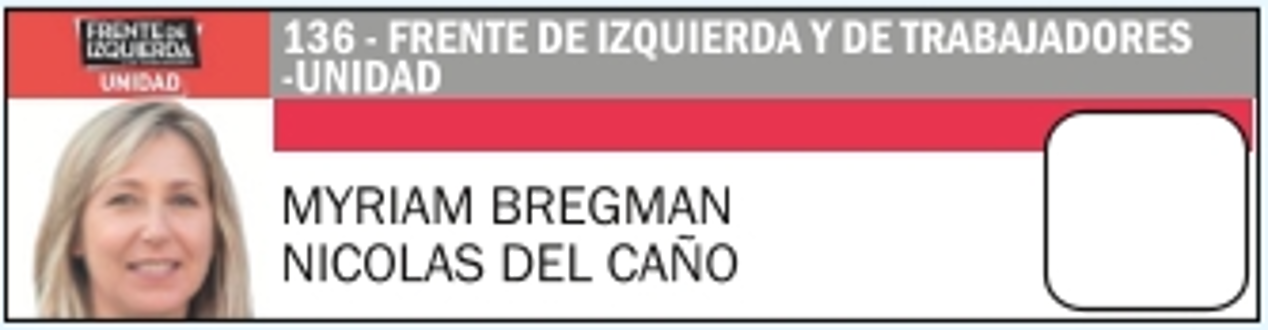 FRENTE DE
IZQUIERDA
UNIDAD
136 - FRENTE DE IZQUIERDA Y DE TRABAJADORES
-UNIDAD
MYRIAM BREGMAN
NICOLAS DEL CAÑO